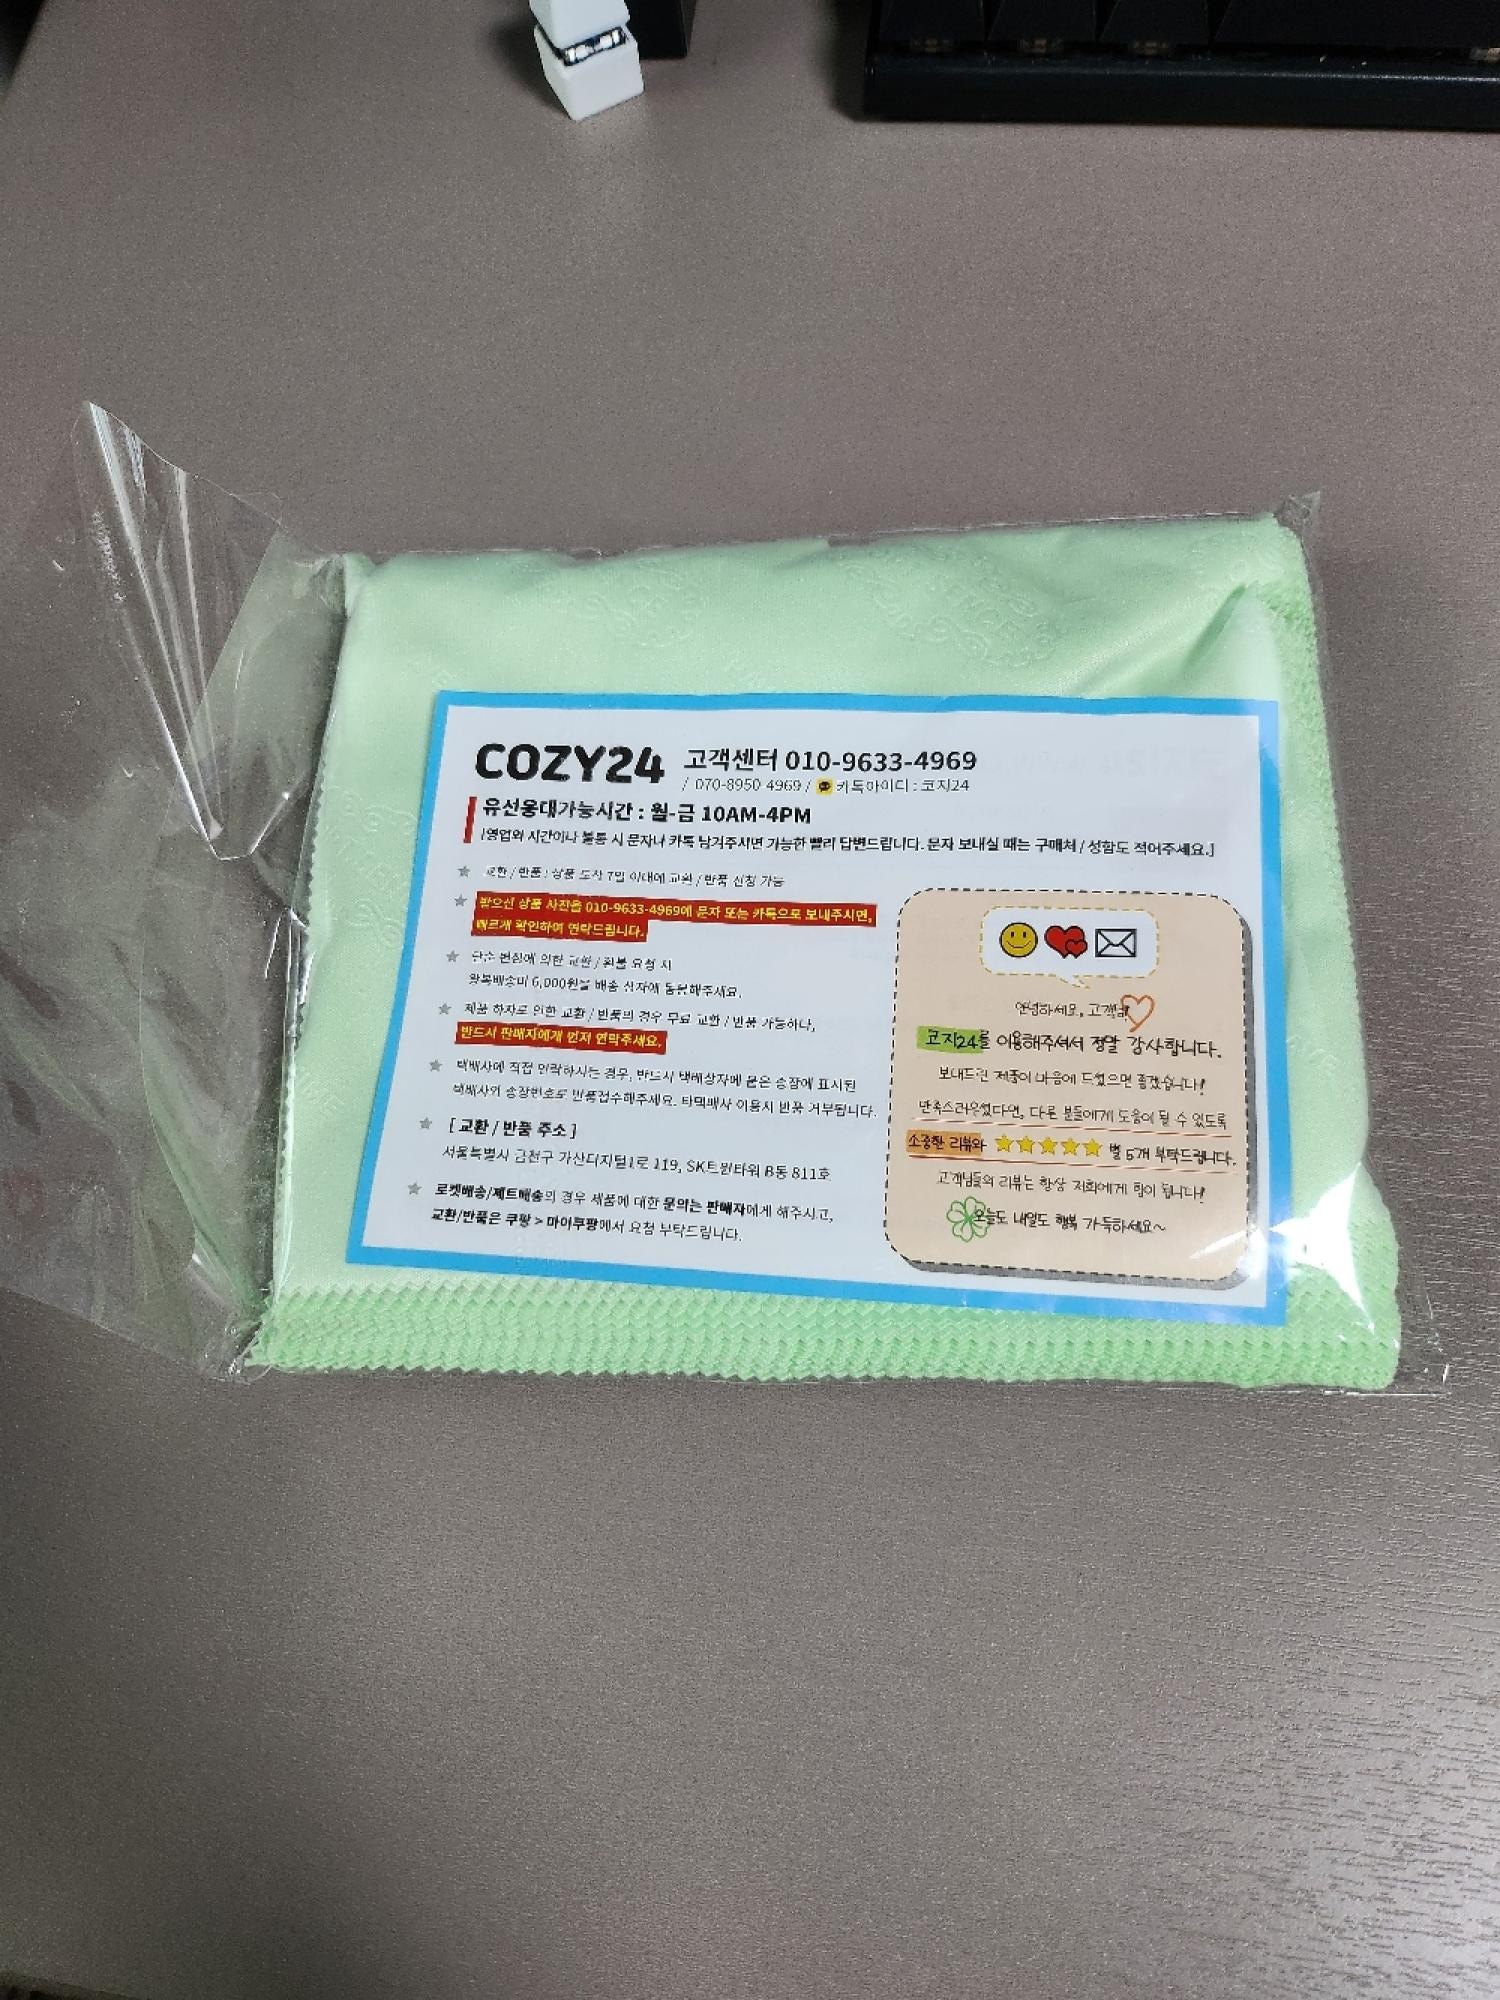 COZY24 고객센터 010-9633-4969
/ 070-8950-4969 / 카톡아이디 : 코지24
유선응대가능시간 : 월-금 10AM-4PM
[영업외 시간이나 불통 시 문자나 카톡 남겨주시면 가능한 빨리 답변드립니다. 문자 보내실 때는 구매처 / 성함도 적어주세요.]
교환 / 반품 : 상품 도착 7일 이내에 교환 / 반품 신청 가능
받으신 상품 사진을 010-9633-4969에 문자 또는 카톡으로 보내주시면,
빠르게 확인하여 연락드립니다.
단순 변심에 의한 교환 / 환불 요청 시
왕복배송비 6,000원을 배송 상자에 동봉해주세요.
제품 하자로 인한 교환 / 반품의 경우 무료 교환 / 반품 가능하나,
반드시 판매자에게 먼저 연락주세요.
택배사에 직접 연락하시는 경우, 반드시 택배상자에 붙은 송장에 표시된
택배사와 송장번호로 반품접수해주세요. 타택배사 이용시 반품 거부됩니다.
[ 교환 / 반품 주소 ]
서울특별시 금천구 가산디지털1로 119, SK트윈타워 B동 811호
로켓배송/제트배송의 경우 제품에 대한 문의는 판매자에게 해주시고,
교환/반품은 쿠팡 > 마이쿠팡에서 요청 부탁드립니다.
안녕하세요, 고객님
코지24를 이용해주셔서 정말 감사합니다.
보내드린 제품이 마음에 드셨으면 좋겠습니다!
만족스러우셨다면, 다른 분들에게 도움이 될 수 있도록
소중한 리뷰와 ★★★★★ 별 5개 부탁드립니다.
고객님들의 리뷰는 항상 저희에게 힘이 됩니다!
오늘도 내일도 행복 가득하세요~